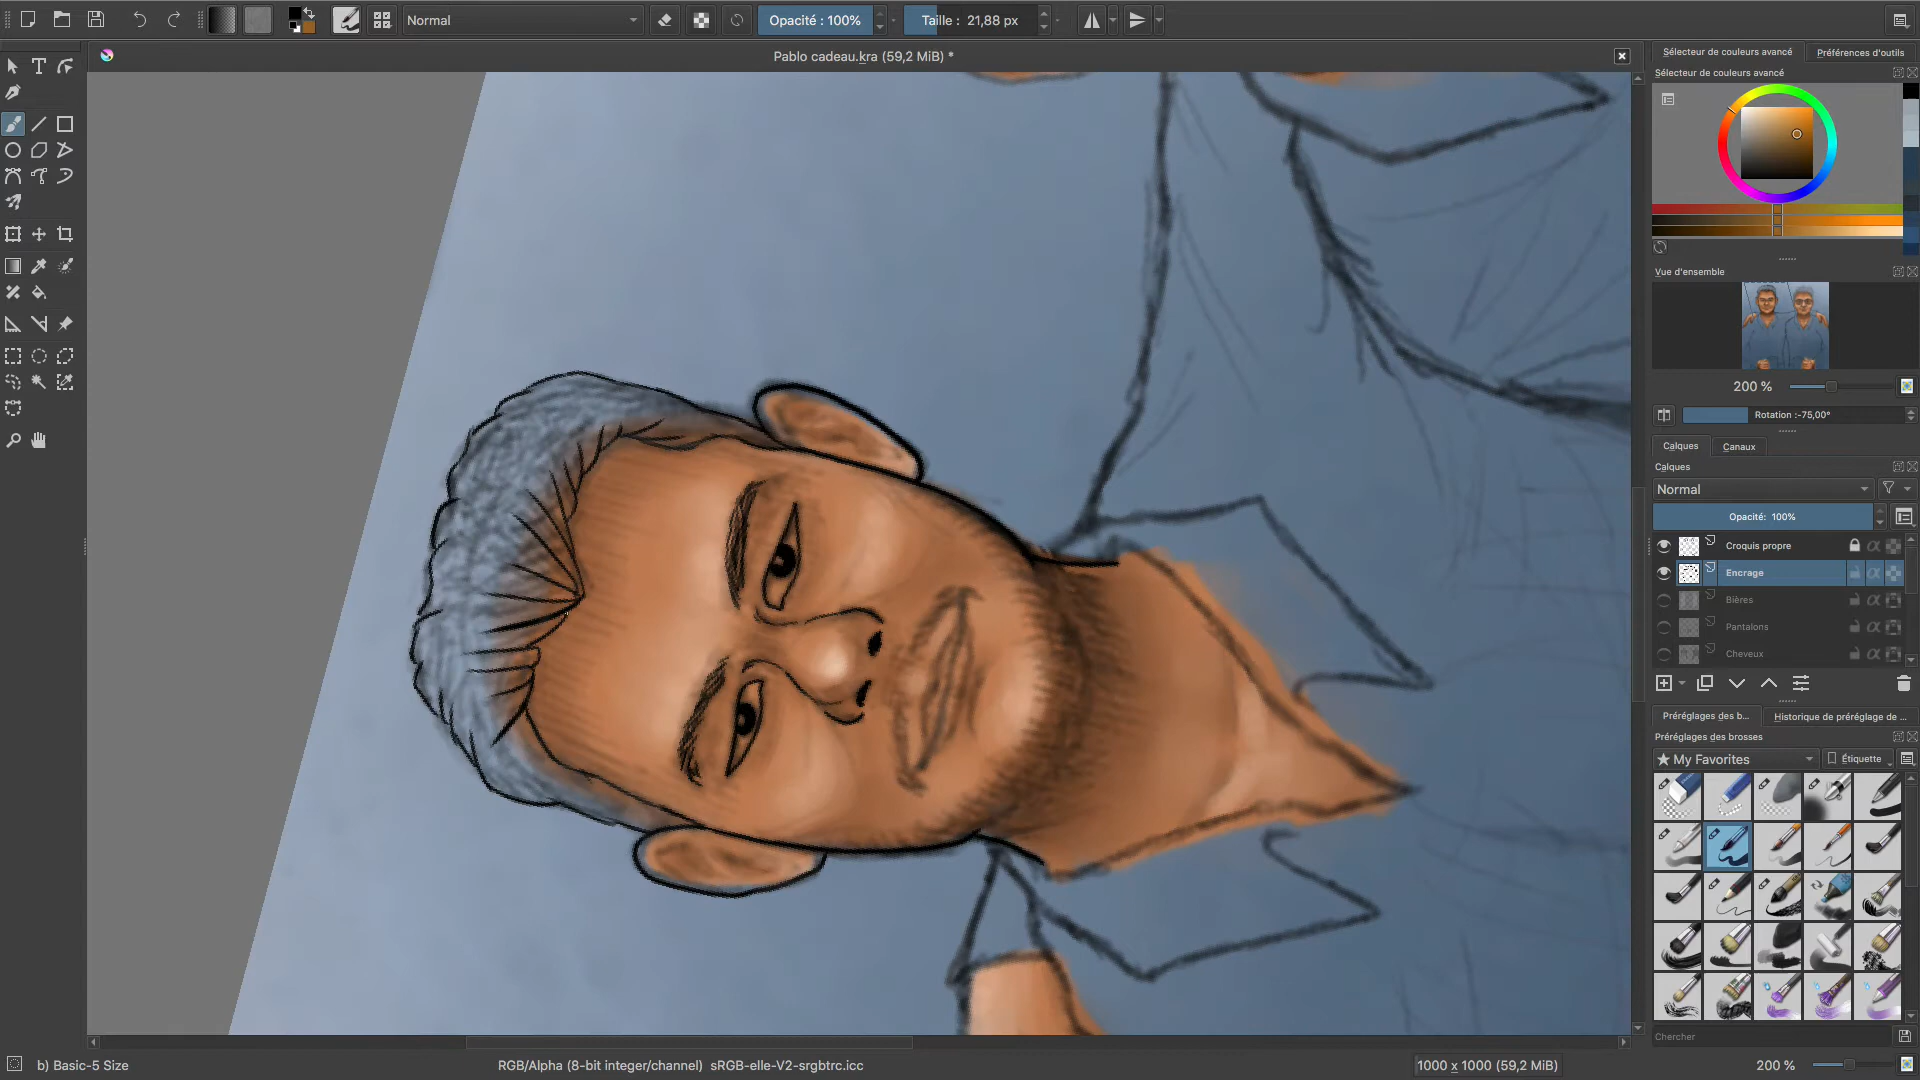 Normal
Opacité : 100%
Taille : 21,88 px
Pablo cadeau.kra (59,2 MiB) *
Sélecteur de couleurs avancé
Préférences d'outils
Sélecteur de couleurs avancé
Vue d'ensemble
200 %
Rotation :-75,00°
Calques
Canaux
Calques
Normal
Opacité: 100%
Croquis propre
Encrage
Bières
Pantalons
Cheveux
Préréglages des b...
Historique de préréglage de ...
Préréglages des brosses
★ My Favorites
Étiquette
Chercher
b) Basic-5 Size
RGB/Alpha (8-bit integer/channel) sRGB-elle-V2-srgbtrc.icc
1000 x 1000 (59,2 MiB)
200 %